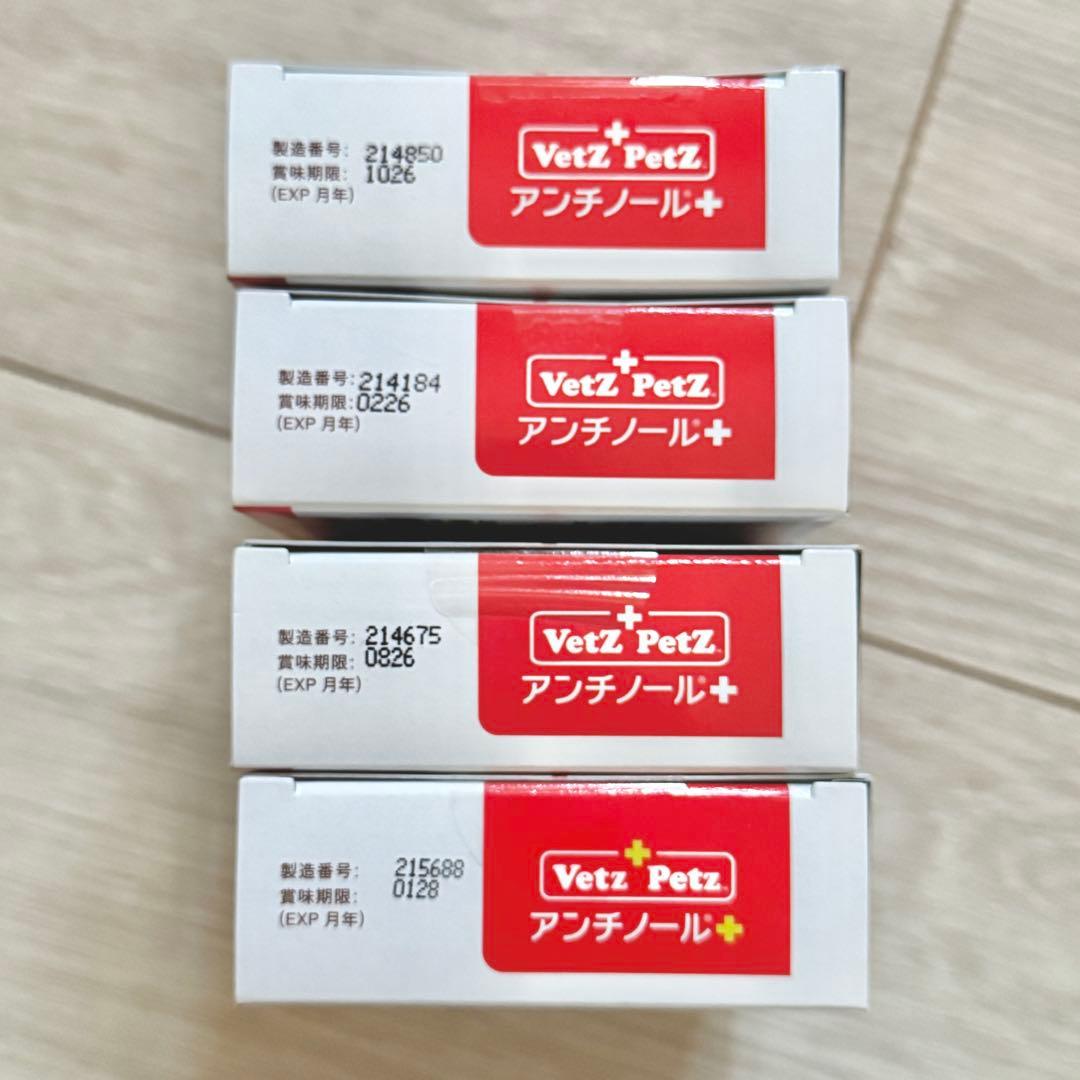 製造番号: 214850
賞味期限: 1026
(EXP 月年)
VetZ PetZ™
アンチノール®+
製造番号: 214184
賞味期限: 0226
(EXP 月年)
VetZ PetZ™
アンチノール®+
製造番号: 214675
賞味期限: 0826
(EXP 月年)
VetZ PetZ™
アンチノール®+
製造番号: 215688
賞味期限: 0128
(EXP 月年)
Vetz Petz™
アンチノール®+